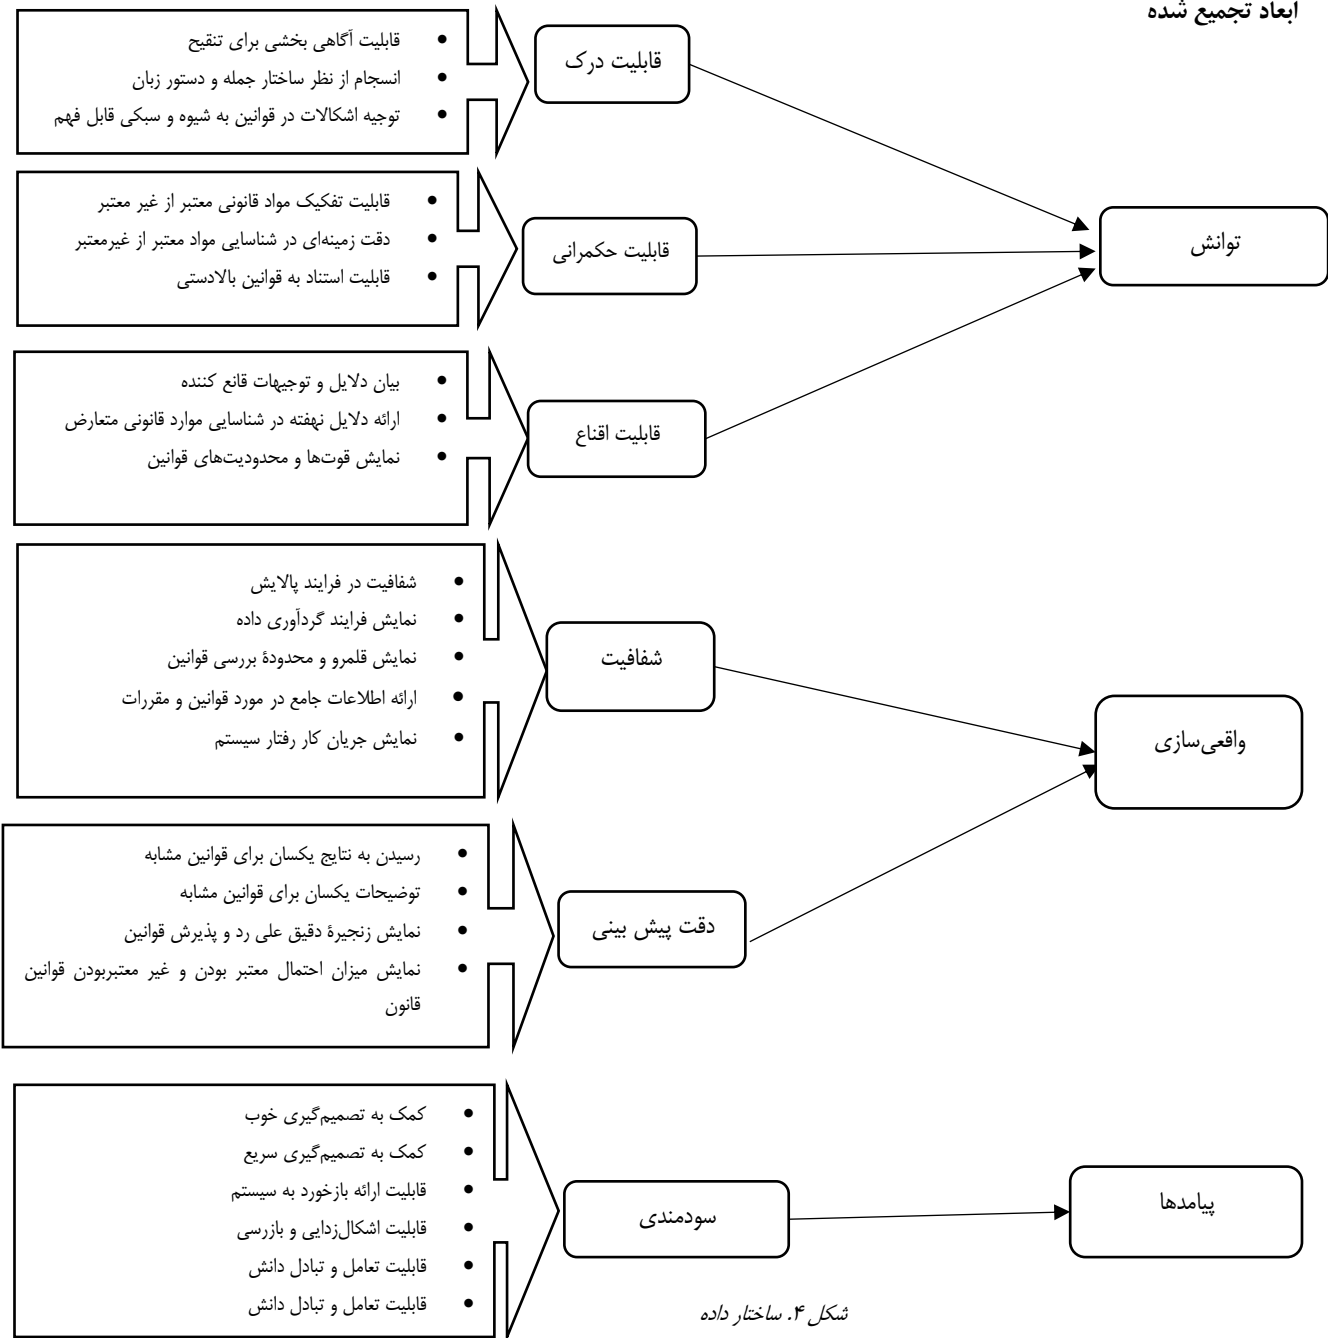 ابعاد تجمیع شده
قابلیت آگاهی بخشی برای تنقیح
انسجام از نظر ساختار جمله و دستور زبان
توجیه اشکالات در قوانین به شیوه و سبکی قابل فهم
قابلیت درک
قابلیت تفکیک مواد قانونی معتبر از غیر معتبر
دقت زمینه‌ای در شناسایی مواد معتبر از غیرمعتبر
قابلیت استناد به قوانین بالادستی
قابلیت حکمرانی
توانش
بیان دلایل و توجیهات قانع کننده
ارائه دلایل نهفته در شناسایی موارد قانونی متعارض
نمایش قوت‌ها و محدودیت‌های قوانین
قابلیت اقناع
شفافیت در فرایند پالایش
نمایش فرایند گردآوری داده
نمایش قلمرو و محدودهٔ بررسی قوانین
ارائه اطلاعات جامع در مورد قوانین و مقررات
نمایش جریان کار رفتار سیستم
شفافیت
واقعی‌سازی
رسیدن به نتایج یکسان برای قوانین مشابه
توضیحات یکسان برای قوانین مشابه
نمایش زنجیرهٔ دقیق علی رد و پذیرش قوانین
نمایش میزان احتمال معتبر بودن و غیر معتبربودن قوانین
قانون
دقت پیش بینی
کمک به تصمیم‌گیری خوب
کمک به تصمیم‌گیری سریع
قابلیت ارائه بازخورد به سیستم
قابلیت اشکال‌زدایی و بازرسی
قابلیت تعامل و تبادل دانش
قابلیت تعامل و تبادل دانش
سودمندی
پیامدها
شکل ۴. ساختار داده